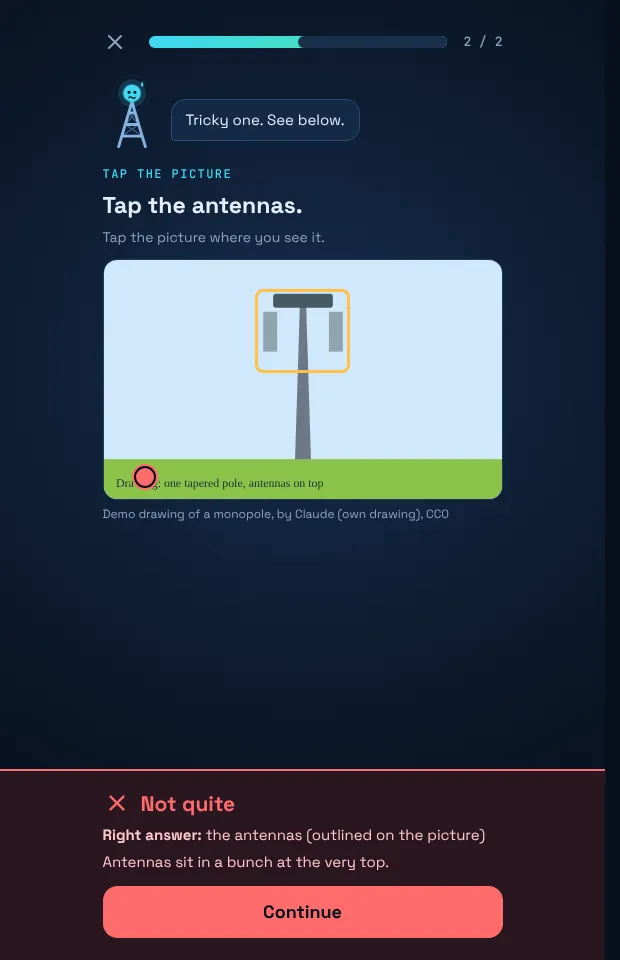 2 / 2
Tricky one. See below.
TAP THE PICTURE
Tap the antennas.
Tap the picture where you see it.
one tapered pole, antennas on top
Demo drawing of a monopole, by Claude (own drawing), CC0
Not quite
Right answer: the antennas (outlined on the picture)
Antennas sit in a bunch at the very top.
Continue